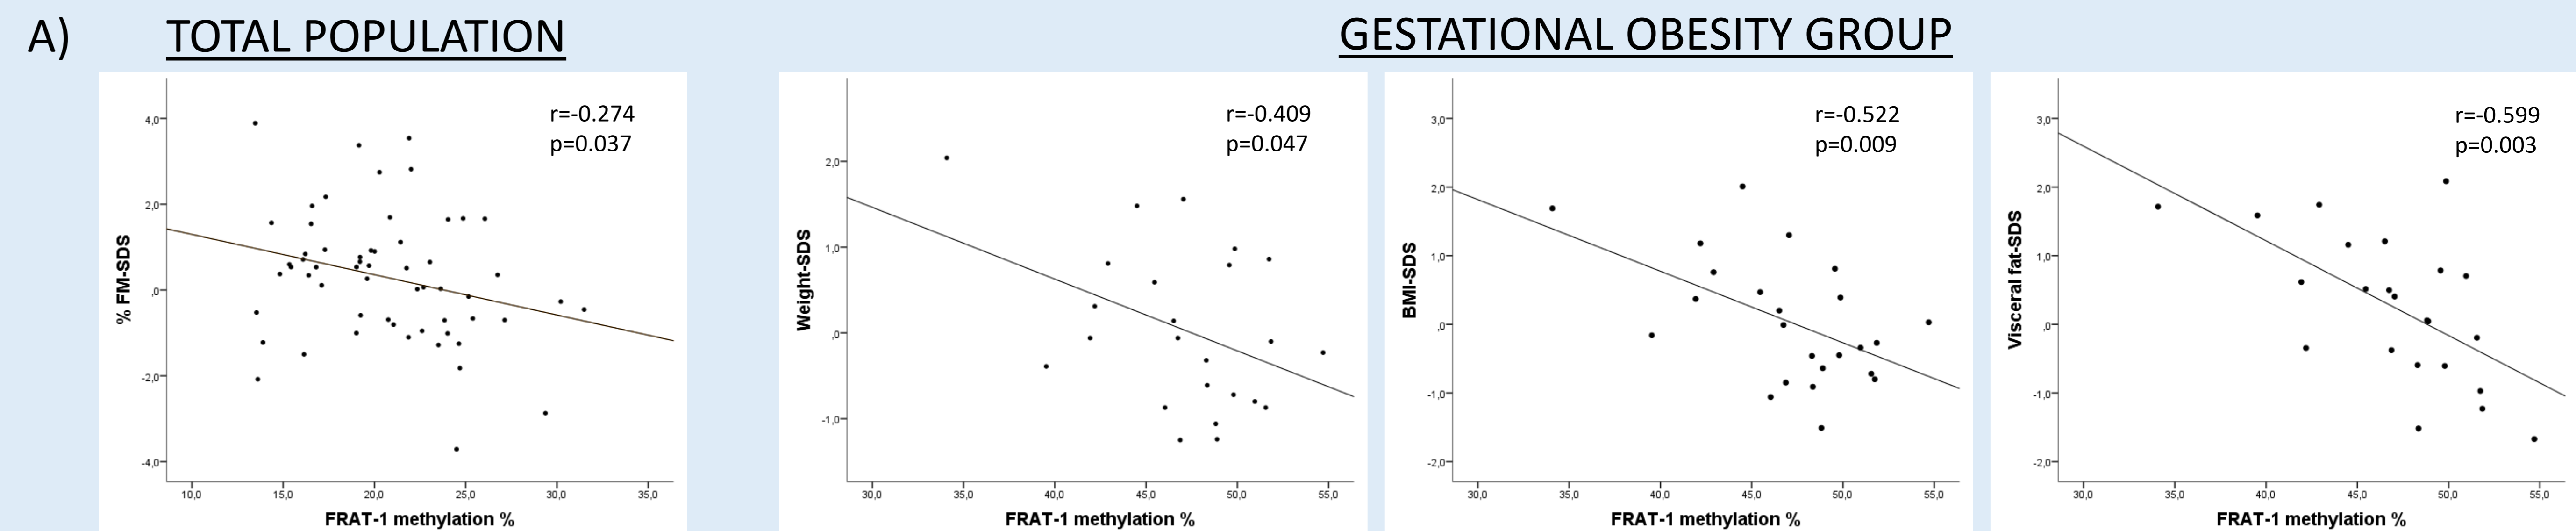 A)
TOTAL POPULATION
GESTATIONAL OBESITY GROUP
r=-0.274
p=0.037
4,0
2,0
,0
-2,0
-4,0
% FM-SDS
10,0 15,0 20,0 25,0 30,0 35,0
FRAT-1 methylation %
r=-0.409
p=0.047
2,0
1,0
,0
-1,0
Weight-SDS
30,0 35,0 40,0 45,0 50,0 55,0
FRAT-1 methylation %
r=-0.522
p=0.009
3,0
2,0
1,0
,0
-1,0
-2,0
BMI-SDS
30,0 35,0 40,0 45,0 50,0 55,0
FRAT-1 methylation %
r=-0.599
p=0.003
3,0
2,0
1,0
,0
-1,0
-2,0
Visceral fat-SDS
30,0 35,0 40,0 45,0 50,0 55,0
FRAT-1 methylation %